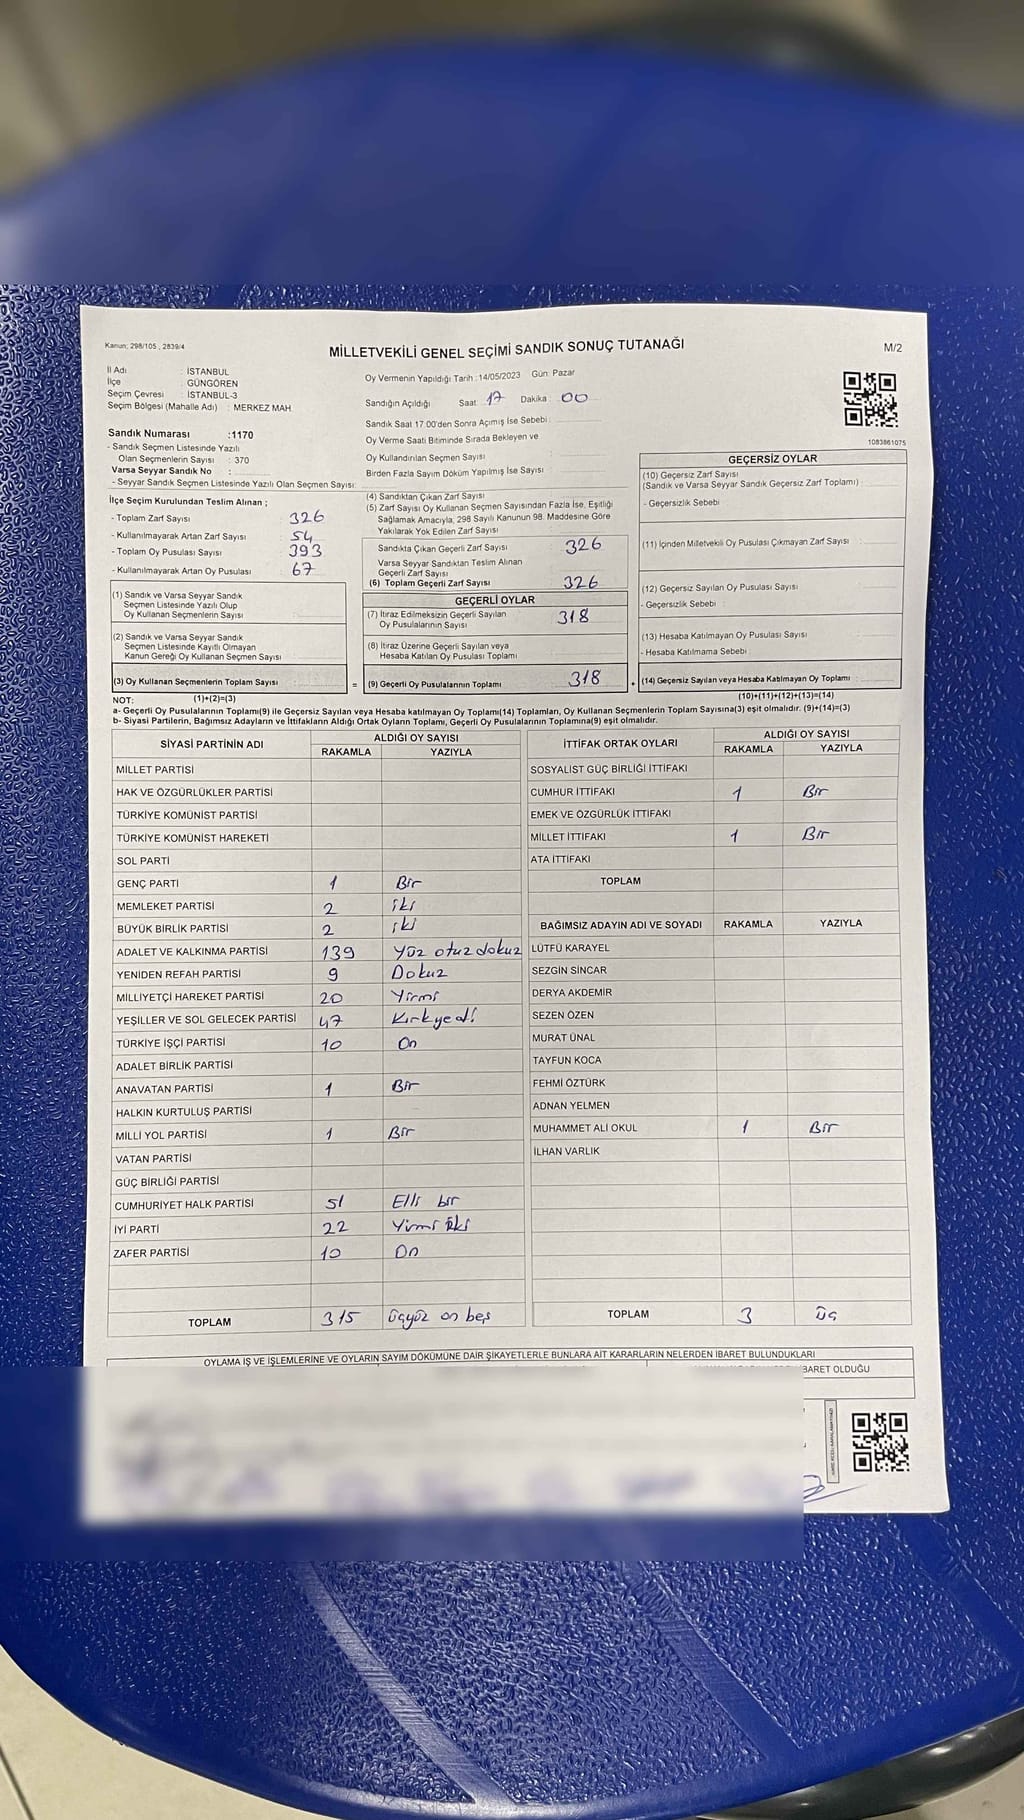 Kanun; 298/105 , 2839/4
MİLLETVEKİLİ GENEL SEÇİMİ SANDIK SONUÇ TUTANAĞI
M/2
İl Adı : İSTANBUL
İlçe : GÜNGÖREN
Seçim Çevresi : İSTANBUL-3
Seçim Bölgesi (Mahalle Adı) : MERKEZ MAH.
Sandık Numarası :1170
- Sandık Seçmen Listesinde Yazılı
Olan Seçmenlerin Sayısı : 370
Varsa Seyyar Sandık No :
- Seyyar Sandık Seçmen Listesinde Yazılı Olan Seçmen Sayısı:
Oy Vermenin Yapıldığı Tarih :14/05/2023 Gün: Pazar
Sandığın Açıldığı Saat 17 Dakika : 00
Sandık Saat 17:00'den Sonra Açımış İse Sebebi :
Oy Verme Saati Bitiminde Sırada Bekleyen ve
Oy Kullandırılan Seçmen Sayısı :
Birden Fazla Sayım Döküm Yapılmış İse Sayısı :
1083861075
İlçe Seçim Kurulundan Teslim Alınan ;
- Toplam Zarf Sayısı : 326
- Kullanılmayarak Artan Zarf Sayısı : 54
- Toplam Oy Pusulası Sayısı : 393
- Kullanılmayarak Artan Oy Pusulası : 67
(1) Sandık ve Varsa Seyyar Sandık
Seçmen Listesinde Yazılı Olup
Oy Kullanan Seçmenlerin Sayısı :
(2) Sandık ve Varsa Seyyar Sandık
Seçmen Listesinde Kayıtlı Olmayan
Kanun Gereği Oy Kullanan Seçmen Sayısı :
(3) Oy Kullanan Seçmenlerin Toplam Sayısı :
(4) Sandıktan Çıkan Zarf Sayısı :
(5) Zarf Sayısı Oy Kullanan Seçmen Sayısından Fazla İse, Eşitliği
Sağlamak Amacıyla, 298 Sayılı Kanunun 98. Maddesine Göre
Yakılarak Yok Edilen Zarf Sayısı :
Sandıkta Çıkan Geçerli Zarf Sayısı : 326
Varsa Seyyar Sandıktan Teslim Alınan
Geçerli Zarf Sayısı :
(6) Toplam Geçerli Zarf Sayısı : 326
GEÇERLİ OYLAR
(7) İtiraz Edilmeksizin Geçerli Sayılan
Oy Pusulalarının Sayısı : 318
(8) İtiraz Üzerine Geçerli Sayılan veya
Hesaba Katılan Oy Pusulası Toplamı :
= (9) Geçerli Oy Pusulalarının Toplamı : 318 +
GEÇERSİZ OYLAR
(10) Geçersiz Zarf Sayısı
(Sandık ve Varsa Seyyar Sandık Geçersiz Zarf Toplamı) :
- Geçersizlik Sebebi :
(11) İçinden Milletvekili Oy Pusulası Çıkmayan Zarf Sayısı :
(12) Geçersiz Sayılan Oy Pusulası Sayısı :
- Geçersizlik Sebebi :
(13) Hesaba Katılmayan Oy Pusulası Sayısı :
- Hesaba Katılmama Sebebi :
(14) Geçersiz Sayılan veya Hesaba Katılmayan Oy Toplamı :
NOT: (1)+(2)=(3)
(10)+(11)+(12)+(13)=(14)
a- Geçerli Oy Pusulalarının Toplamı(9) ile Geçersiz Sayılan veya Hesaba katılmayan Oy Toplamı(14) Toplamları, Oy Kullanan Seçmenlerin Toplam Sayısına(3) eşit olmalıdır. (9)+(14)=(3)
b- Siyasi Partilerin, Bağımsız Adayların ve İttifakların Aldığı Ortak Oyların Toplamı, Geçerli Oy Pusulalarının Toplamına(9) eşit olmalıdır.
SİYASİ PARTİNİN ADI ALDIĞI OY SAYISI
RAKAMLA YAZIYLA
MİLLET PARTİSİ
HAK VE ÖZGÜRLÜKLER PARTİSİ
TÜRKİYE KOMÜNİST PARTİSİ
TÜRKİYE KOMÜNİST HAREKETİ
SOL PARTİ
GENÇ PARTİ 1 Bir
MEMLEKET PARTİSİ 2 iki
BÜYÜK BİRLİK PARTİSİ 2 iki
ADALET VE KALKINMA PARTİSİ 139 Yüz otuz dokuz
YENİDEN REFAH PARTİSİ 9 Dokuz
MİLLİYETÇİ HAREKET PARTİSİ 20 Yirmi
YEŞİLLER VE SOL GELECEK PARTİSİ 47 Kırkyedi
TÜRKİYE İŞÇİ PARTİSİ 10 On
ADALET BİRLİK PARTİSİ
ANAVATAN PARTİSİ 1 Bir
HALKIN KURTULUŞ PARTİSİ
MİLLİ YOL PARTİSİ 1 Bir
VATAN PARTİSİ
GÜÇ BİRLİĞİ PARTİSİ
CUMHURİYET HALK PARTİSİ 51 Elli bir
İYİ PARTİ 22 Yirmi iki
ZAFER PARTİSİ 10 On
TOPLAM 315 üçyüz on beş
İTTİFAK ORTAK OYLARI ALDIĞI OY SAYISI
RAKAMLA YAZIYLA
SOSYALİST GÜÇ BİRLİĞİ İTTİFAKI
CUMHUR İTTİFAKI 1 Bir
EMEK VE ÖZGÜRLÜK İTTİFAKI
MİLLET İTTİFAKI 1 Bir
ATA İTTİFAKI
TOPLAM
BAĞIMSIZ ADAYIN ADI VE SOYADI RAKAMLA YAZIYLA
LÜTFÜ KARAYEL
SEZGİN SİNCAR
DERYA AKDEMİR
SEZEN ÖZEN
MURAT ÜNAL
TAYFUN KOCA
FEHMİ ÖZTÜRK
ADNAN YELMEN
MUHAMMET ALİ OKUL 1 Bir
İLHAN VARLIK
TOPLAM 3 üç
OYLAMA İŞ VE İŞLEMLERİNE VE OYLARIN SAYIM DÖKÜMÜNE DAİR ŞİKAYETLERLE BUNLARA AİT KARARLARIN NELERDEN İBARET BULUNDUKLARI
İBARET OLDUĞU